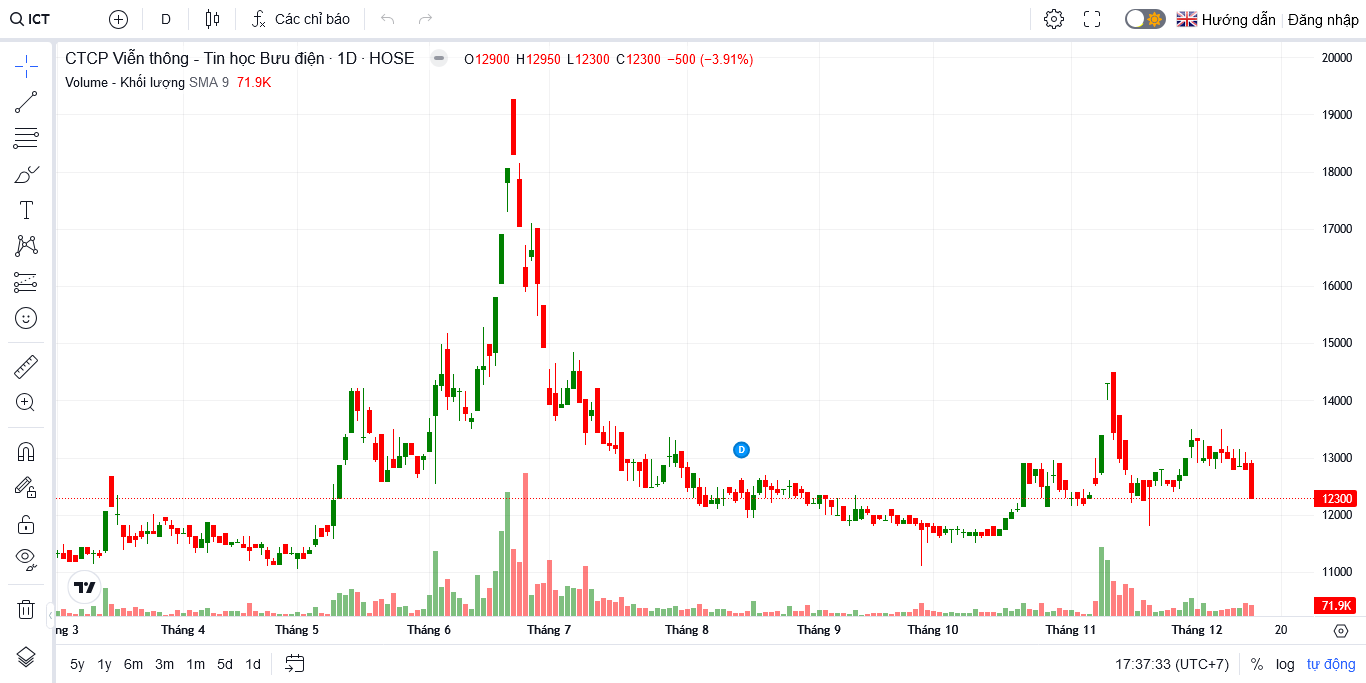 ICT D Các chỉ báo Hướng dẫn Đăng nhập
CTCP Viễn thông - Tin học Bưu điện · 1D · HOSE O12900 H12950 L12300 C12300 −500 (−3.91%)
Volume - Khối lượng SMA 9 71.9K
20000
19000
18000
17000
16000
15000
14000
D
13000
12300
12000
11000
71.9K
ng 3 Tháng 4 Tháng 5 Tháng 6 Tháng 7 Tháng 8 Tháng 9 Tháng 10 Tháng 11 Tháng 12 20
5y 1y 6m 3m 1m 5d 1d 17:37:33 (UTC+7) % log tự động